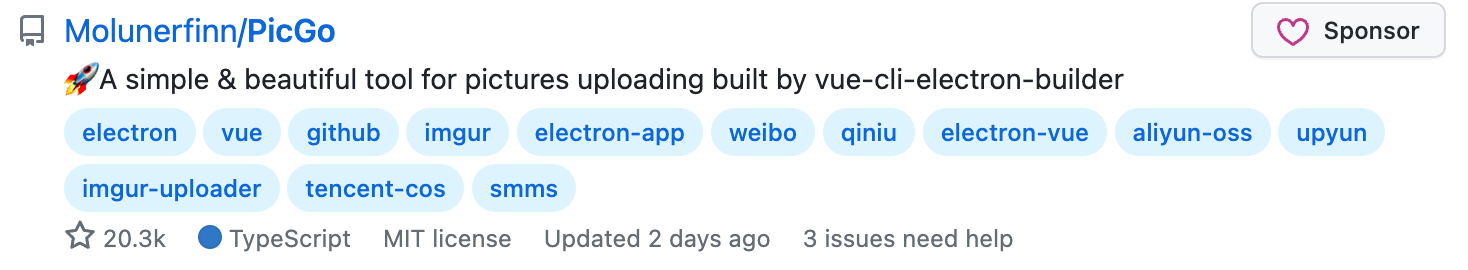 Molunerfinn/PicGo
Sponsor
🚀A simple & beautiful tool for pictures uploading built by vue-cli-electron-builder
electron vue github imgur electron-app weibo qiniu electron-vue aliyun-oss upyun
imgur-uploader tencent-cos smms
20.3k TypeScript MIT license Updated 2 days ago 3 issues need help